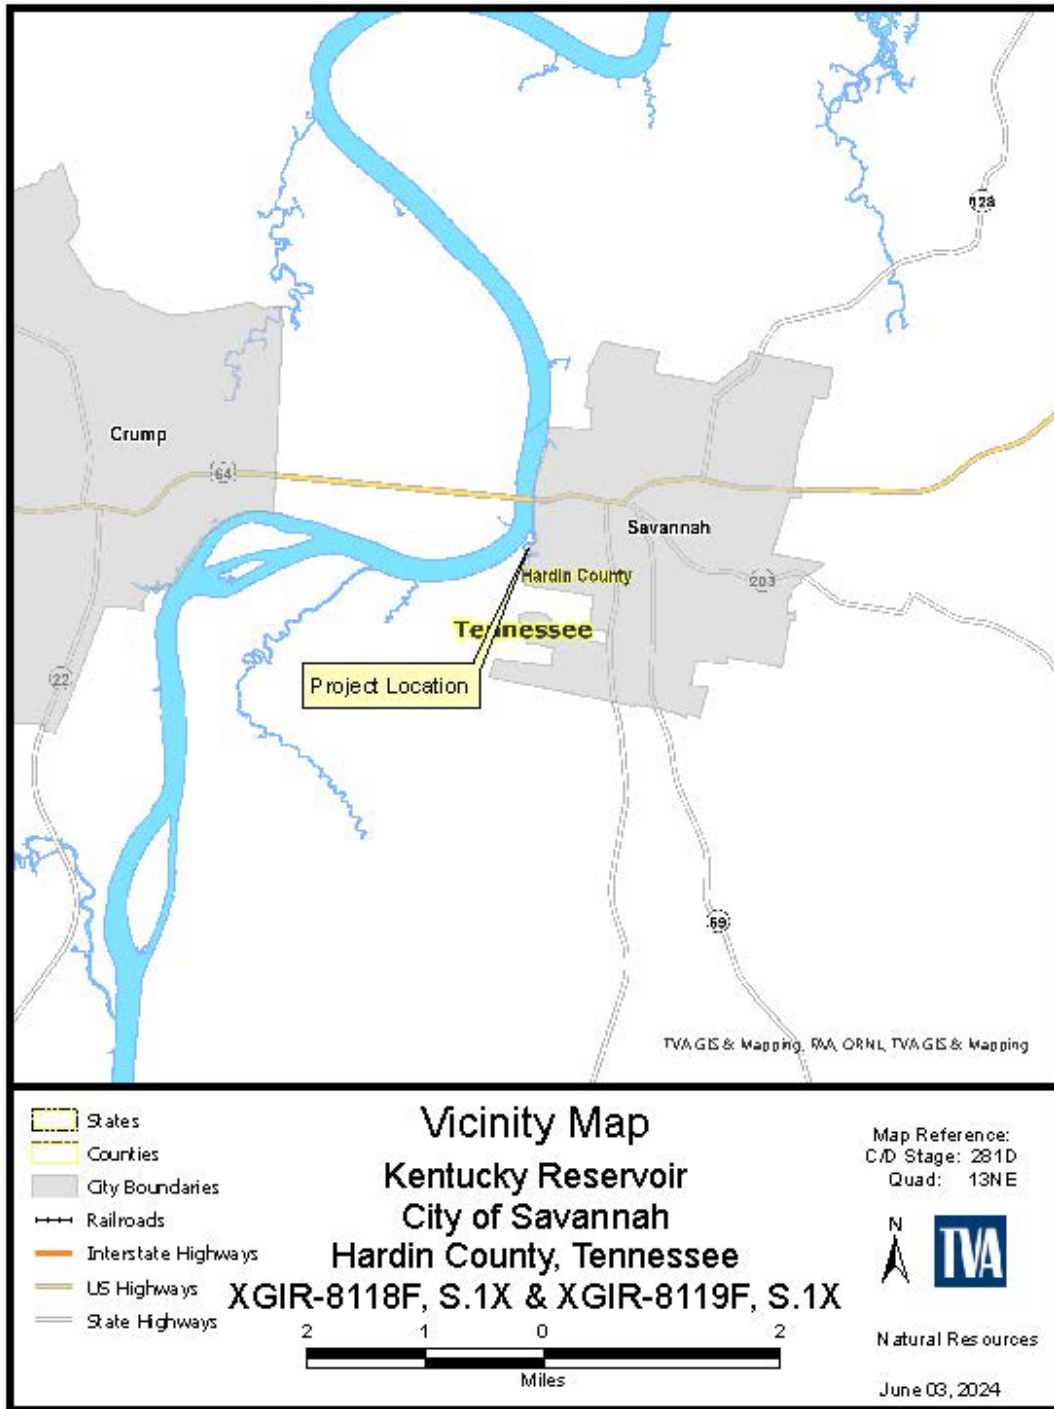 128
Crump
64
Savannah
Hardin County
203
Tennessee
22
Project Location
69
TVA GIS & Mapping, FAA, ORNL, TVA GIS & Mapping
States
Counties
City Boundaries
Railroads
Interstate Highways
US Highways
State Highways
Vicinity Map
Kentucky Reservoir
City of Savannah
Hardin County, Tennessee
XGIR-8118F, S.1X & XGIR-8119F, S.1X
2 1 0 2
Miles
Map Reference:
C/D Stage: 281D
Quad: 13NE
N
TVA
Natural Resources
June 03, 2024